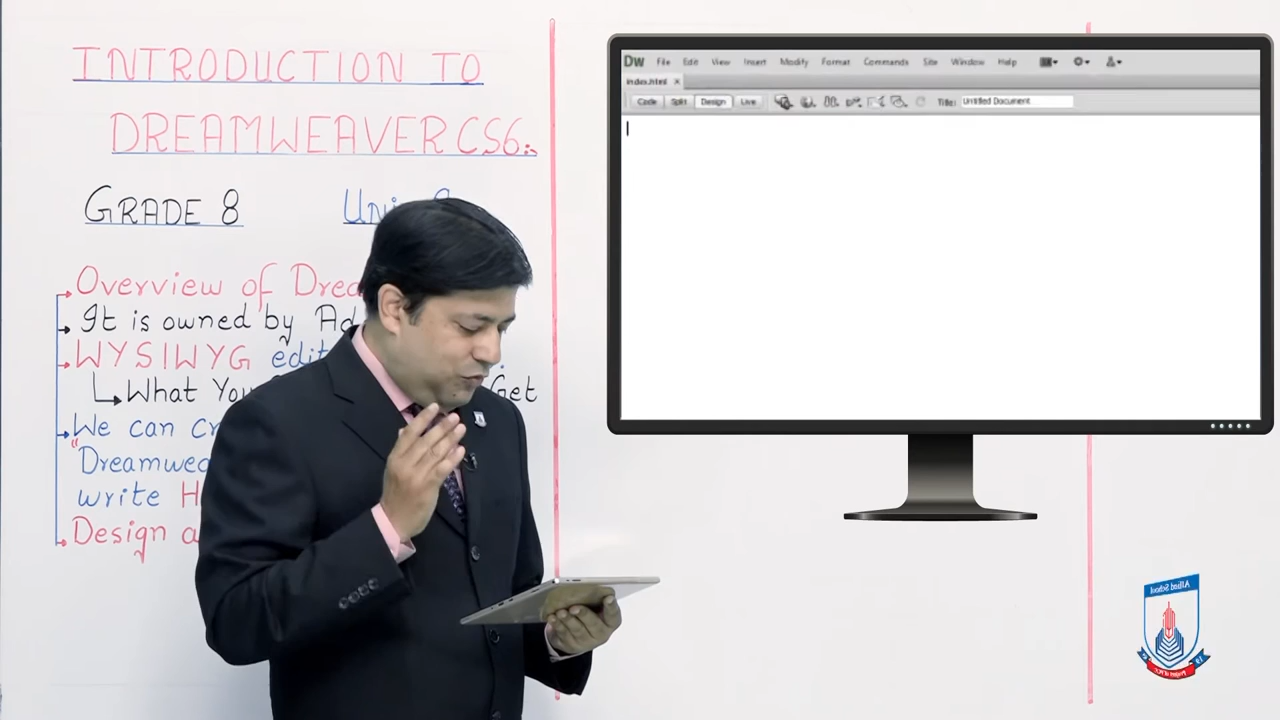 INTRODUCTION TO
DREAMWEAVER CS6.
GRADE 8
Overview of
It is owned by
WYSIWYG
What You Get
We can
"Dreamwea
write H
Design a
Dw File Edit View Insert Modify Format Commands Site Window Help
index.html
Code Split Design Live Title: Untitled Document
Allied School